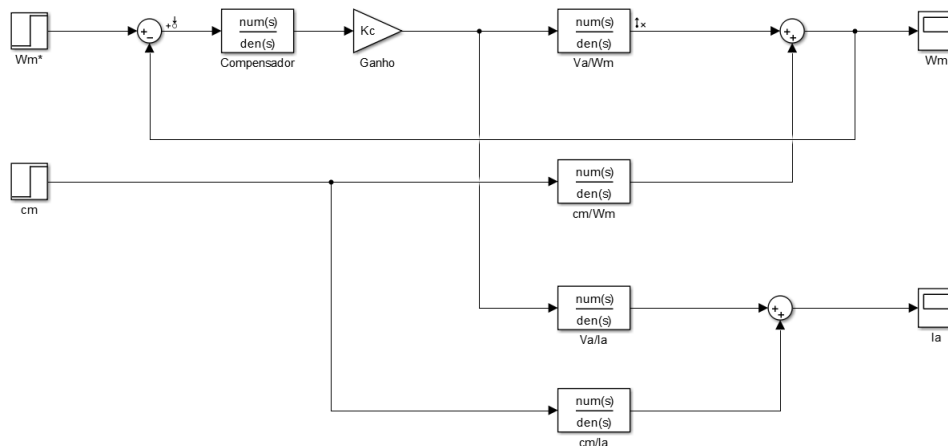 Wm*
num(s)
den(s)
Compensador
Kc
Ganho
num(s)
den(s)
Va/Wm
Wm
cm
num(s)
den(s)
cm/Wm
num(s)
den(s)
Va/Ia
Ia
num(s)
den(s)
cm/Ia